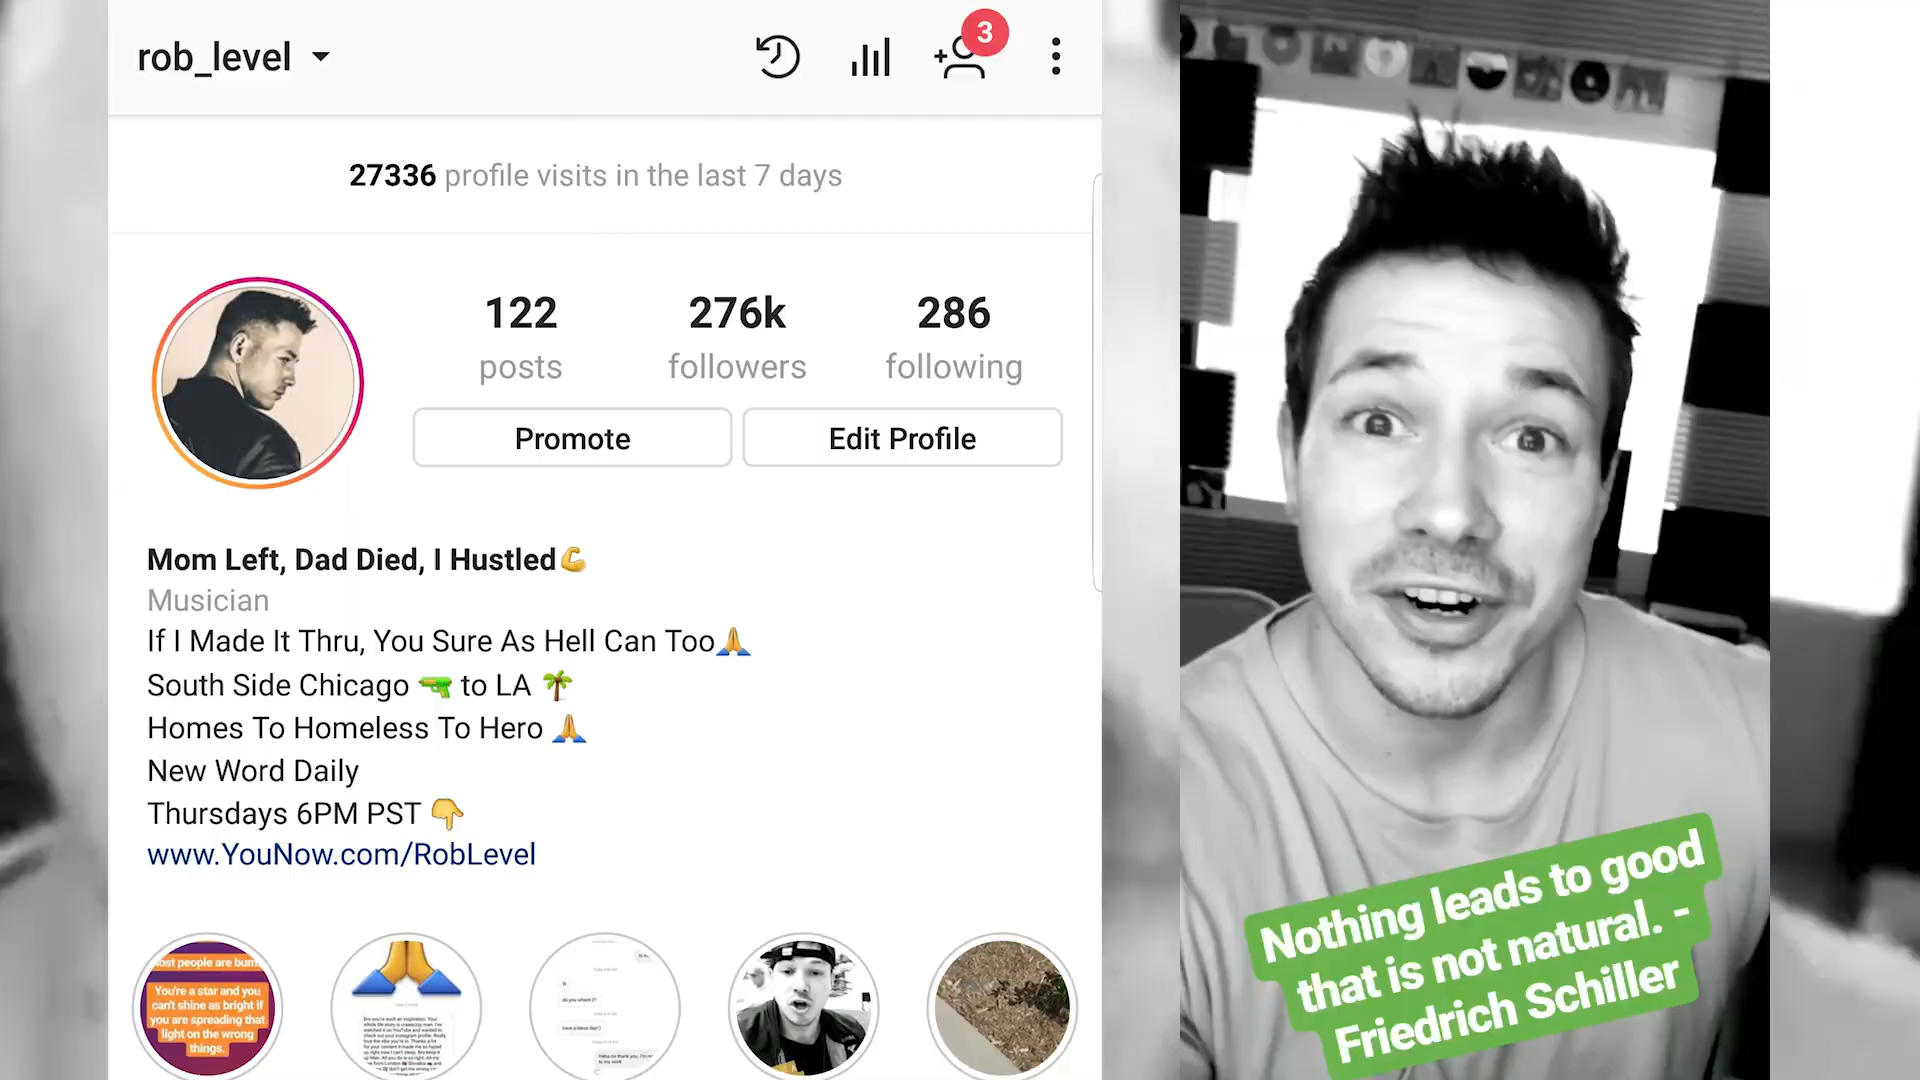 rob_level
3
27336 profile visits in the last 7 days
122
276k
286
posts
followers
following
Promote
Edit Profile
Mom Left, Dad Died, I Hustled💪
Musician
If I Made It Thru, You Sure As Hell Can Too🙏
South Side Chicago 🔫 to LA 🌴
Homes To Homeless To Hero 🙏
New Word Daily
Thursdays 6PM PST 👇
www.YouNow.com/RobLevel
most people are bum
You're a star and you
can't shine as bright if
you are spreading that
light on the wrong
things.
Nothing leads to good
that is not natural. -
Friedrich Schiller